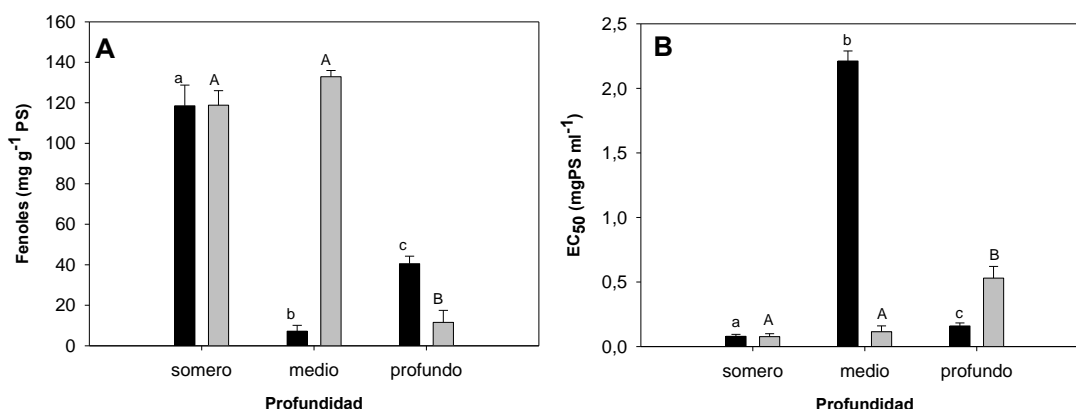 A
Fenoles (mg g⁻¹ PS)
160
140
120
100
80
60
40
20
0
a
A
b
A
c
B
somero
medio
profundo
Profundidad
B
EC₅₀ (mgPS ml⁻¹)
2,5
2,0
1,5
1,0
0,5
0,0
a
A
b
A
c
B
somero
medio
profundo
Profundidad